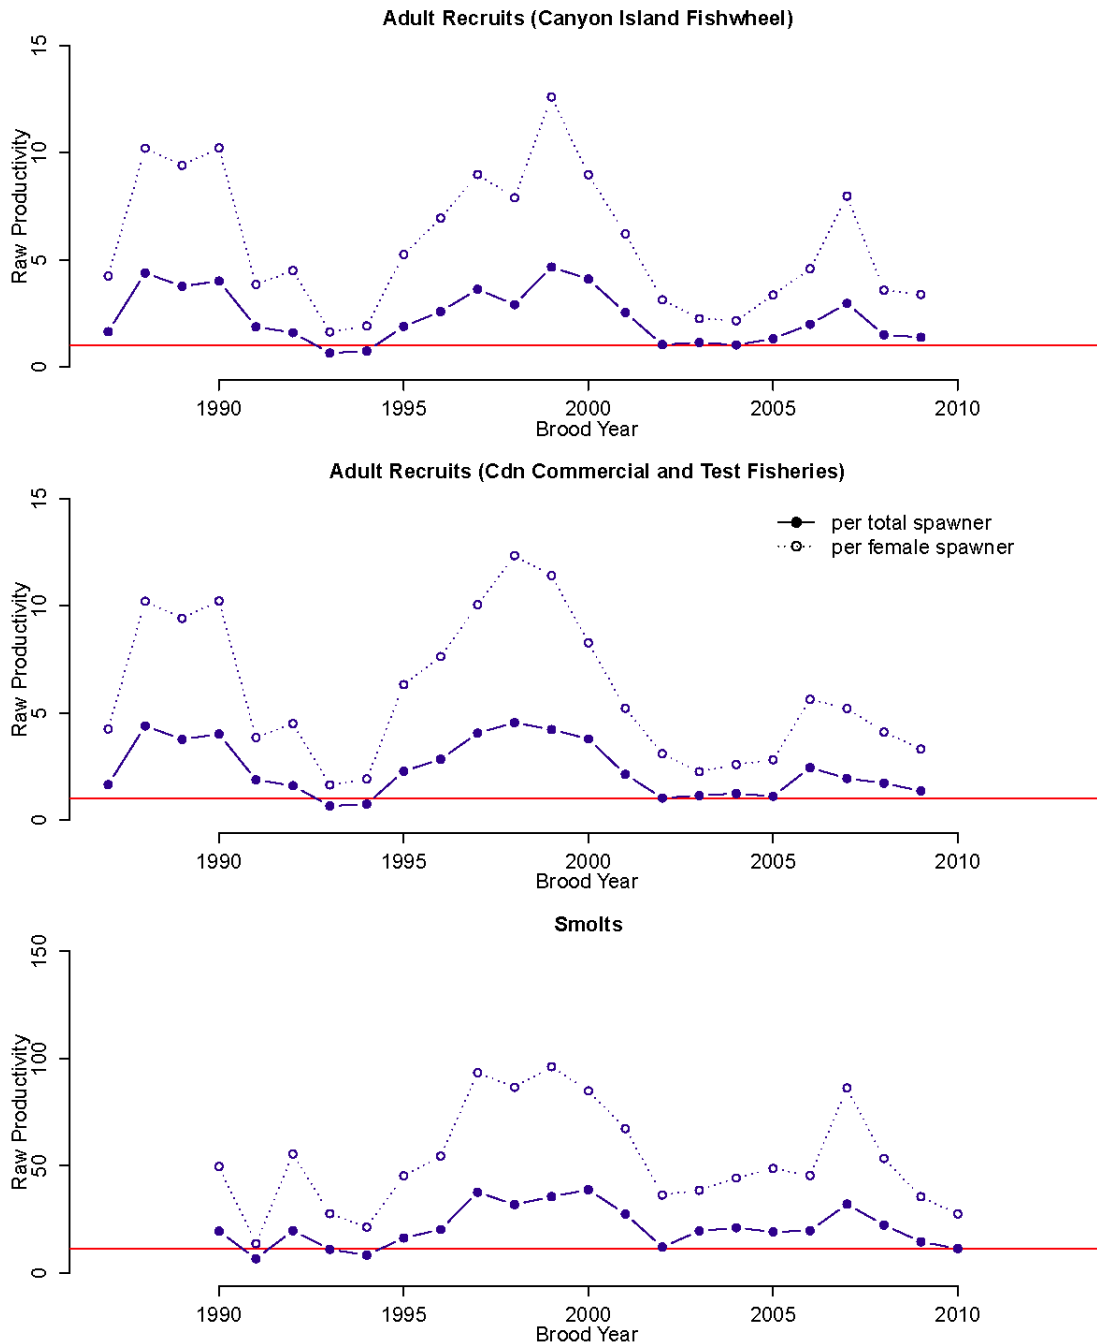 Adult Recruits (Canyon Island Fishwheel)
15
10
5
0
Raw Productivity
1990 1995 2000 2005 2010
Brood Year
Adult Recruits (Cdn Commercial and Test Fisheries)
15
10
5
0
Raw Productivity
per total spawner
per female spawner
1990 1995 2000 2005 2010
Brood Year
Smolts
150
100
50
0
Raw Productivity
1990 1995 2000 2005 2010
Brood Year